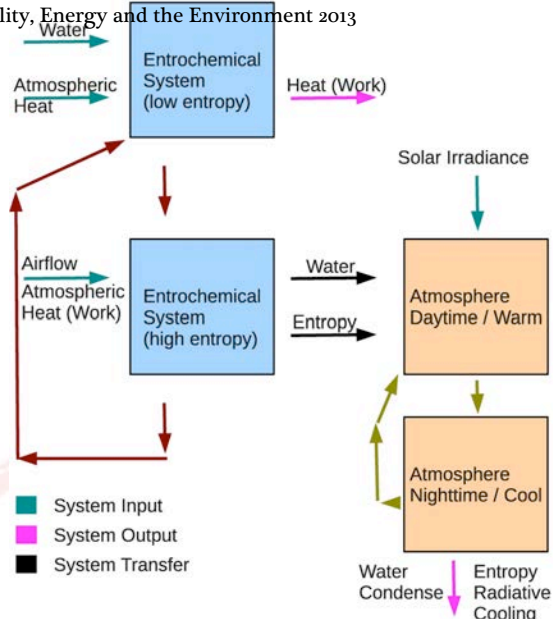 lity, Energy and the Environment 2013
Water
Atmospheric
Heat
Entrochemical
System
(low entropy)
Heat (Work)
Solar Irradiance
Airflow
Atmospheric
Heat (Work)
Entrochemical
System
(high entropy)
Water
Entropy
Atmosphere
Daytime / Warm
Atmosphere
Nighttime / Cool
System Input
System Output
System Transfer
Water
Condense
Entropy
Radiative
Cooling